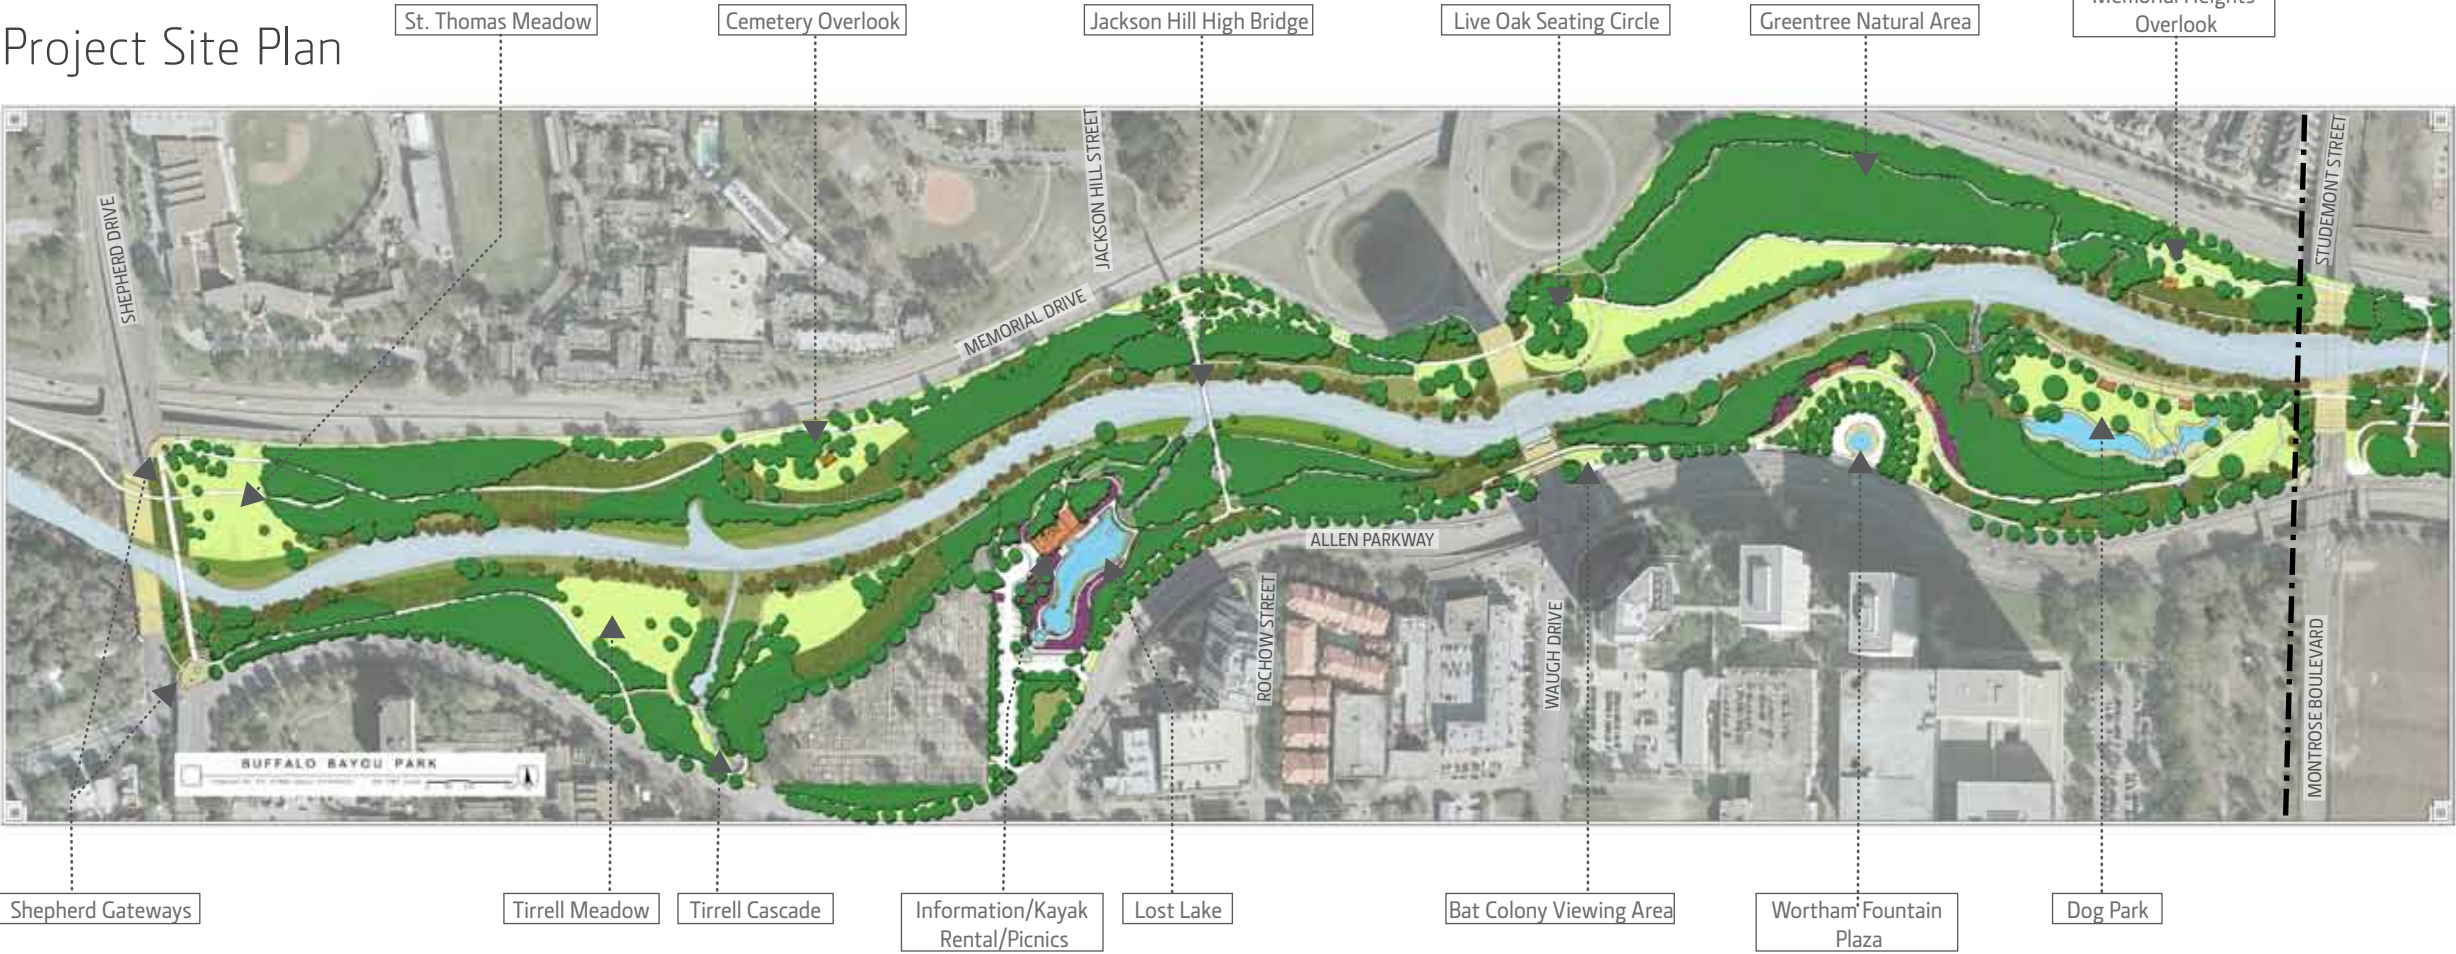 Project Site Plan
St. Thomas Meadow
Cemetery Overlook
Jackson Hill High Bridge
Live Oak Seating Circle
Greentree Natural Area
Memorial Heights
Overlook
SHEPHERD DRIVE
JACKSON HILL STREET
MEMORIAL DRIVE
STUDEMONT STREET
ALLEN PARKWAY
ROCHOW STREET
WAUGH DRIVE
MONTROSE BOULEVARD
BUFFALO BAYOU PARK
Shepherd Gateways
Tirrell Meadow
Tirrell Cascade
Information/Kayak
Rental/Picnics
Lost Lake
Bat Colony Viewing Area
Wortham Fountain
Plaza
Dog Park